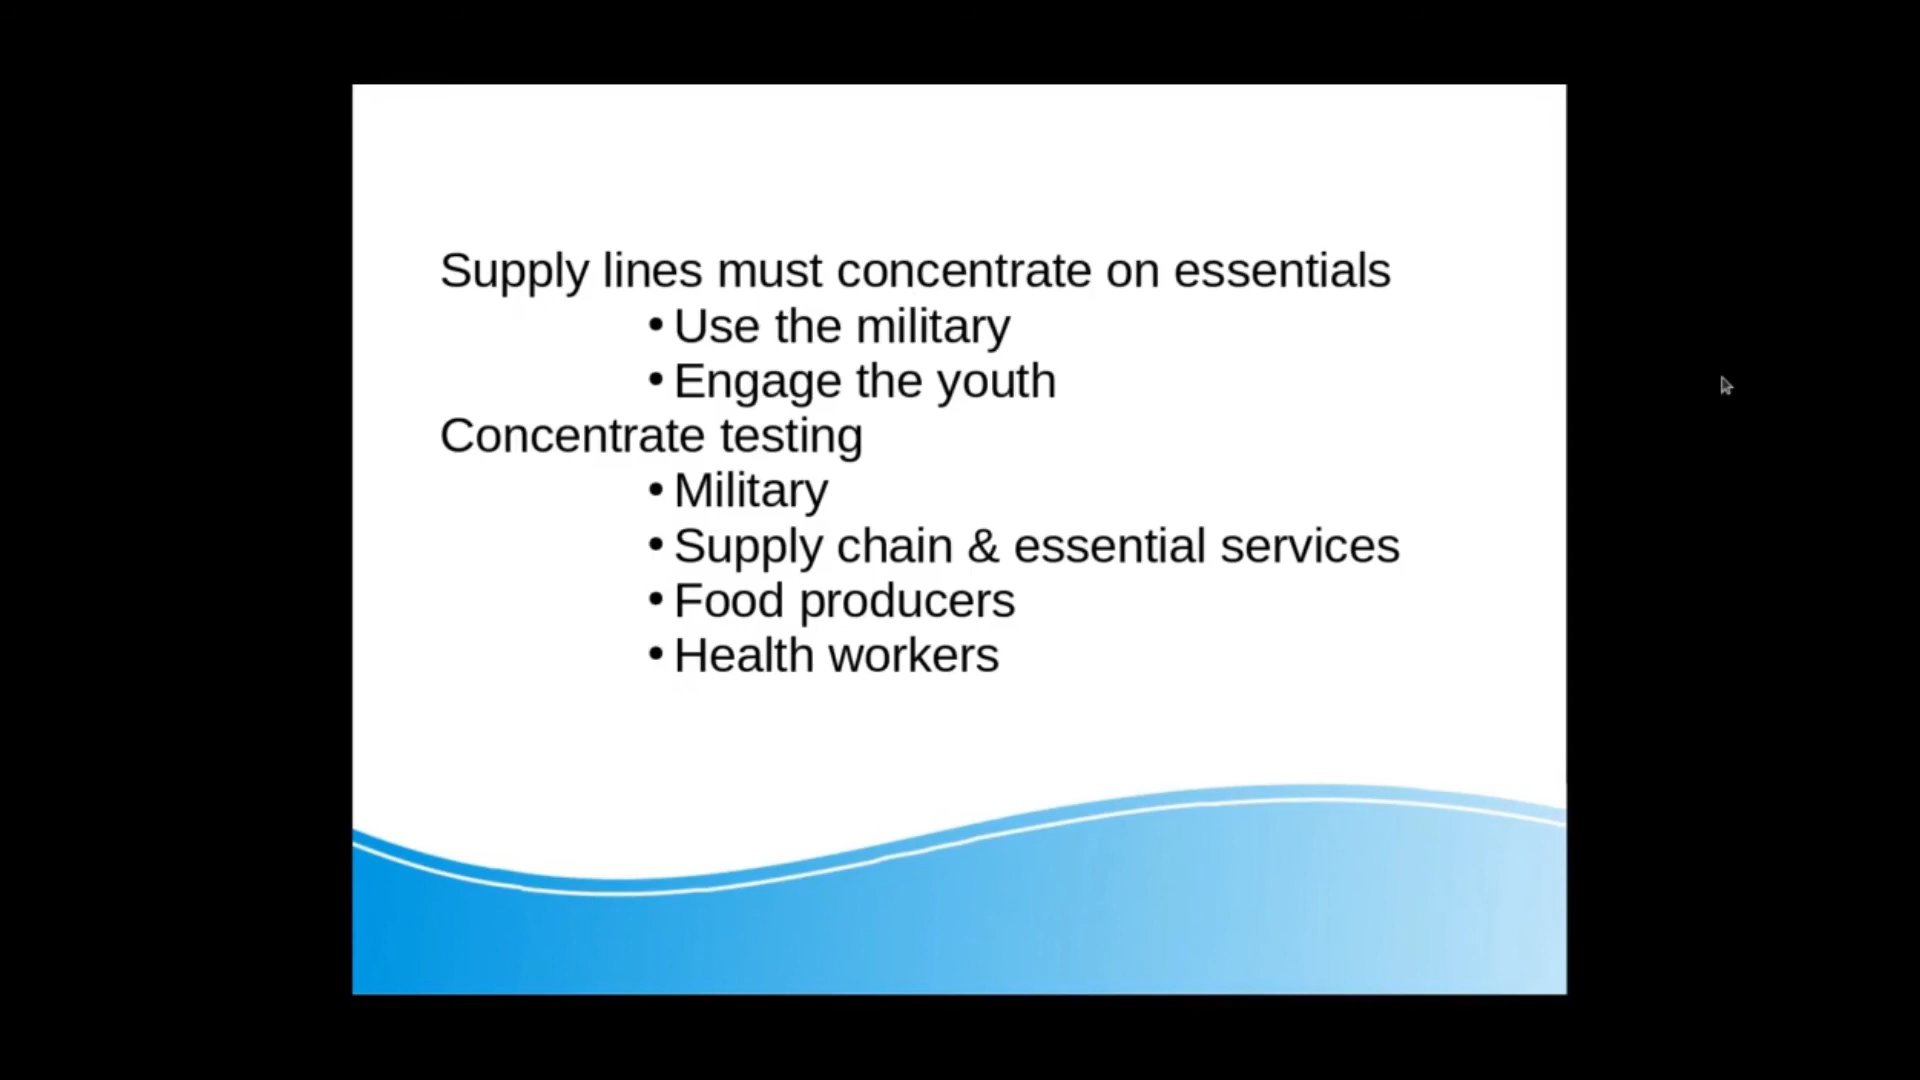 Supply lines must concentrate on essentials
• Use the military
• Engage the youth
Concentrate testing
• Military
• Supply chain & essential services
• Food producers
• Health workers